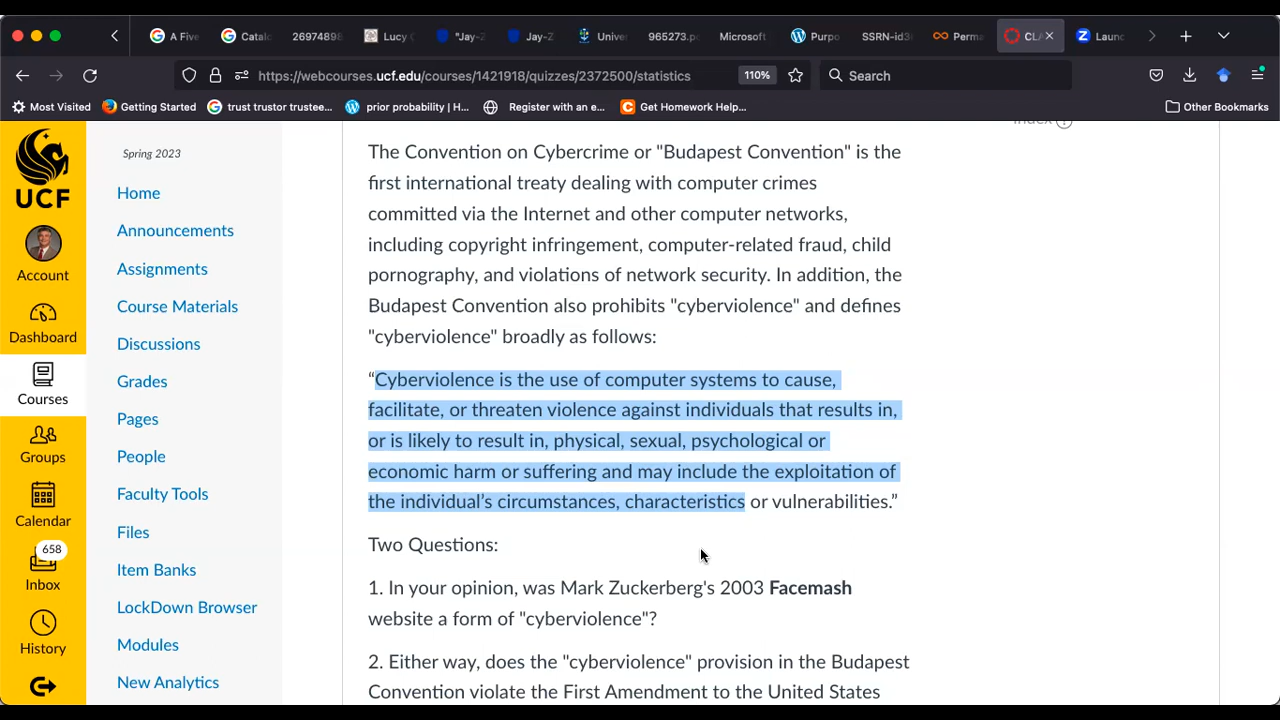 A Five
Catalo
26974898
Lucy (
"Jay-Z
Jay-Z
Univer
965273.p
Microsoft
Purpo
SSRN-id3
Perma
CLA
Launc
https://webcourses.ucf.edu/courses/1421918/quizzes/2372500/statistics
110%
Search
Most Visited
Getting Started
trust trustor trustee...
prior probability | H...
Register with an e...
Get Homework Help...
Other Bookmarks
UCF
Account
Dashboard
Courses
Groups
Calendar
658
Inbox
History
Spring 2023
Home
Announcements
Assignments
Course Materials
Discussions
Grades
Pages
People
Faculty Tools
Files
Item Banks
LockDown Browser
Modules
New Analytics
Index ?
The Convention on Cybercrime or "Budapest Convention" is the
first international treaty dealing with computer crimes
committed via the Internet and other computer networks,
including copyright infringement, computer-related fraud, child
pornography, and violations of network security. In addition, the
Budapest Convention also prohibits "cyberviolence" and defines
"cyberviolence" broadly as follows:
“Cyberviolence is the use of computer systems to cause,
facilitate, or threaten violence against individuals that results in,
or is likely to result in, physical, sexual, psychological or
economic harm or suffering and may include the exploitation of
the individual’s circumstances, characteristics or vulnerabilities.”
Two Questions:
1. In your opinion, was Mark Zuckerberg's 2003 Facemash
website a form of "cyberviolence"?
2. Either way, does the "cyberviolence" provision in the Budapest
Convention violate the First Amendment to the United States